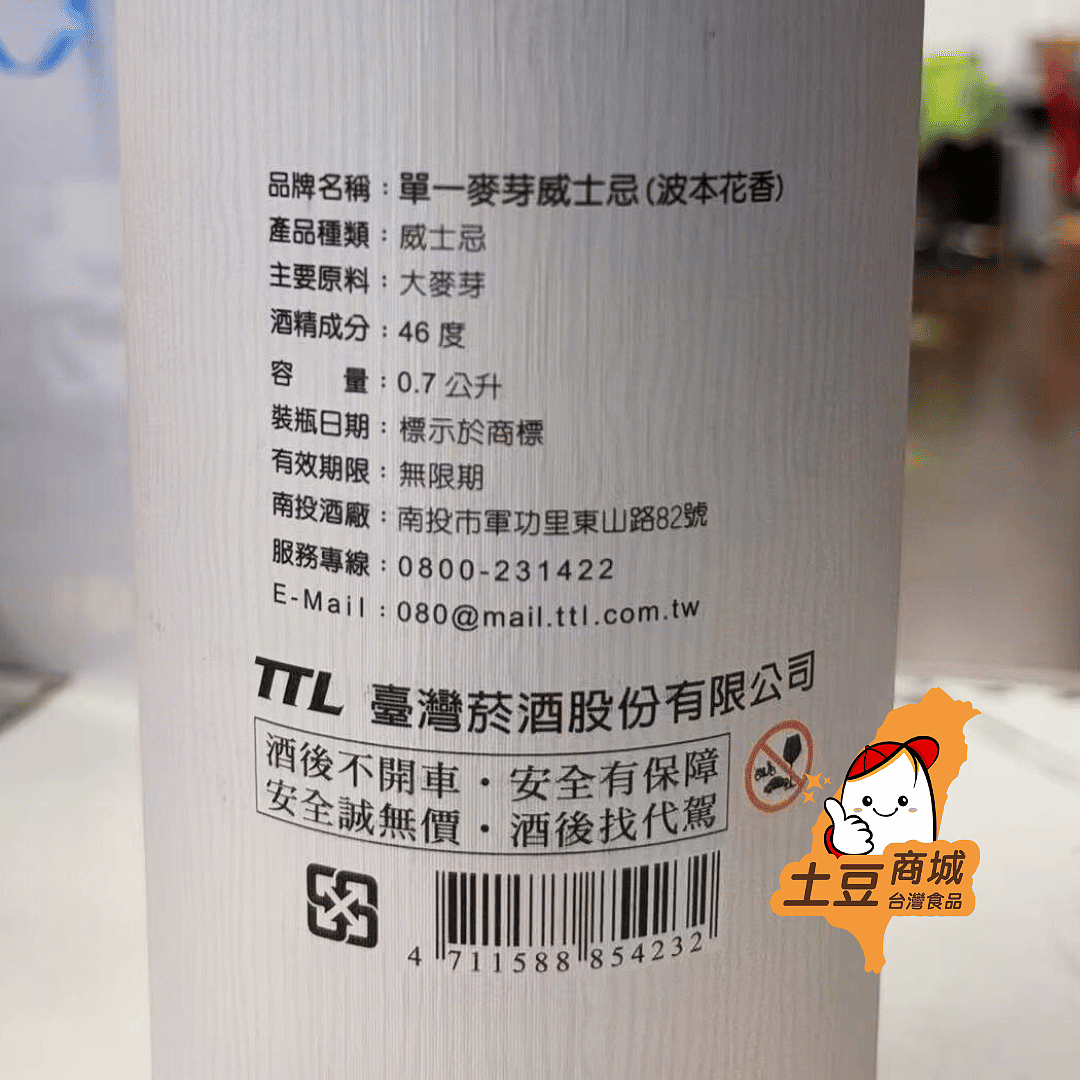 品牌名稱：單一麥芽威士忌(波本花香)
產品種類：威士忌
主要原料：大麥芽
酒精成分：46 度
容　　量：0.7 公升
裝瓶日期：標示於商標
有效期限：無限期
南投酒廠：南投市軍功里東山路82號
服務專線：0800-231422
E-Mail：080@mail.ttl.com.tw
TTL 臺灣菸酒股份有限公司
酒後不開車・安全有保障
安全誠無價・酒後找代駕
4 711588 854232
土豆商城
台灣食品